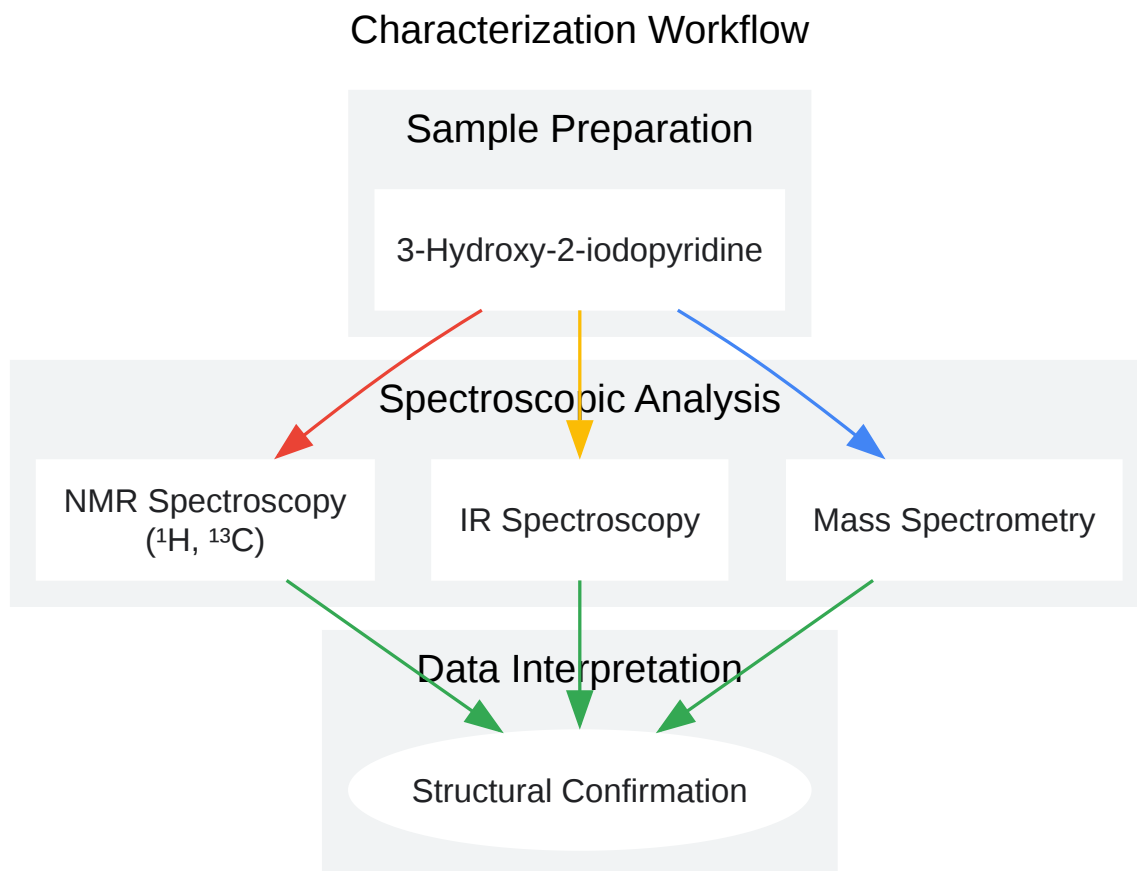 Characterization Workflow
Sample Preparation
3-Hydroxy-2-iodopyridine
Spectroscopic Analysis
NMR Spectroscopy
(¹H, ¹³C)
IR Spectroscopy
Mass Spectrometry
Data Interpretation
Structural Confirmation